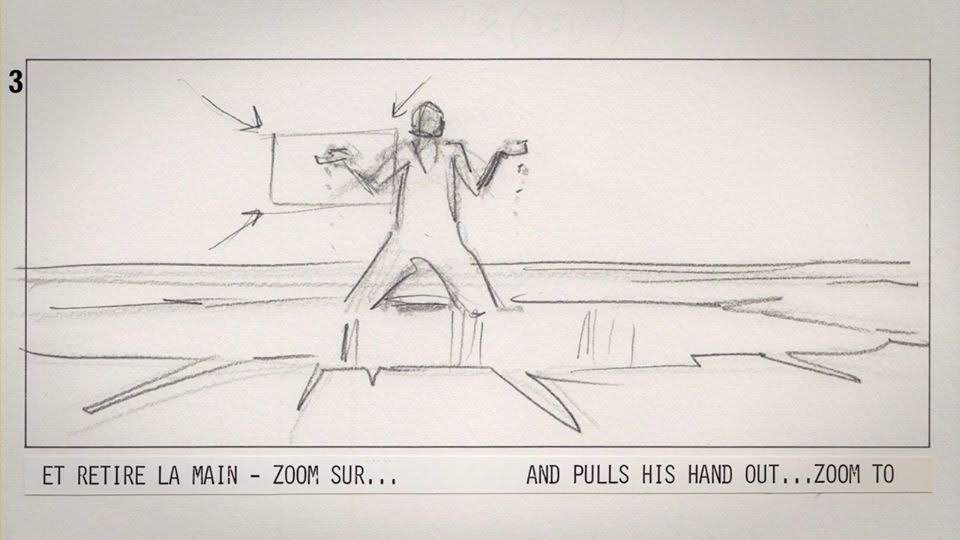 3
ET RETIRE LA MAIN - ZOOM SUR...
AND PULLS HIS HAND OUT...ZOOM TO